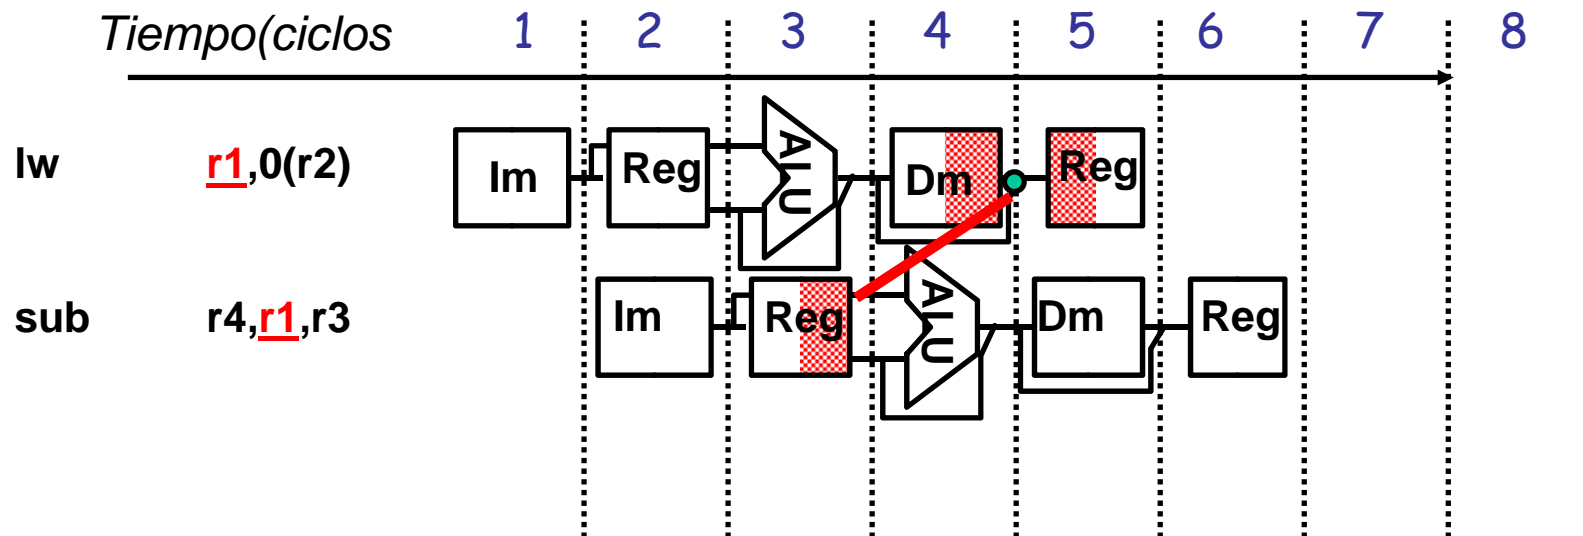 Tiempo(ciclos 1 2 3 4 5 6 7 8
lw r1,0(r2) Im Reg ALU Dm Reg
sub r4,r1,r3 Im Reg ALU Dm Reg